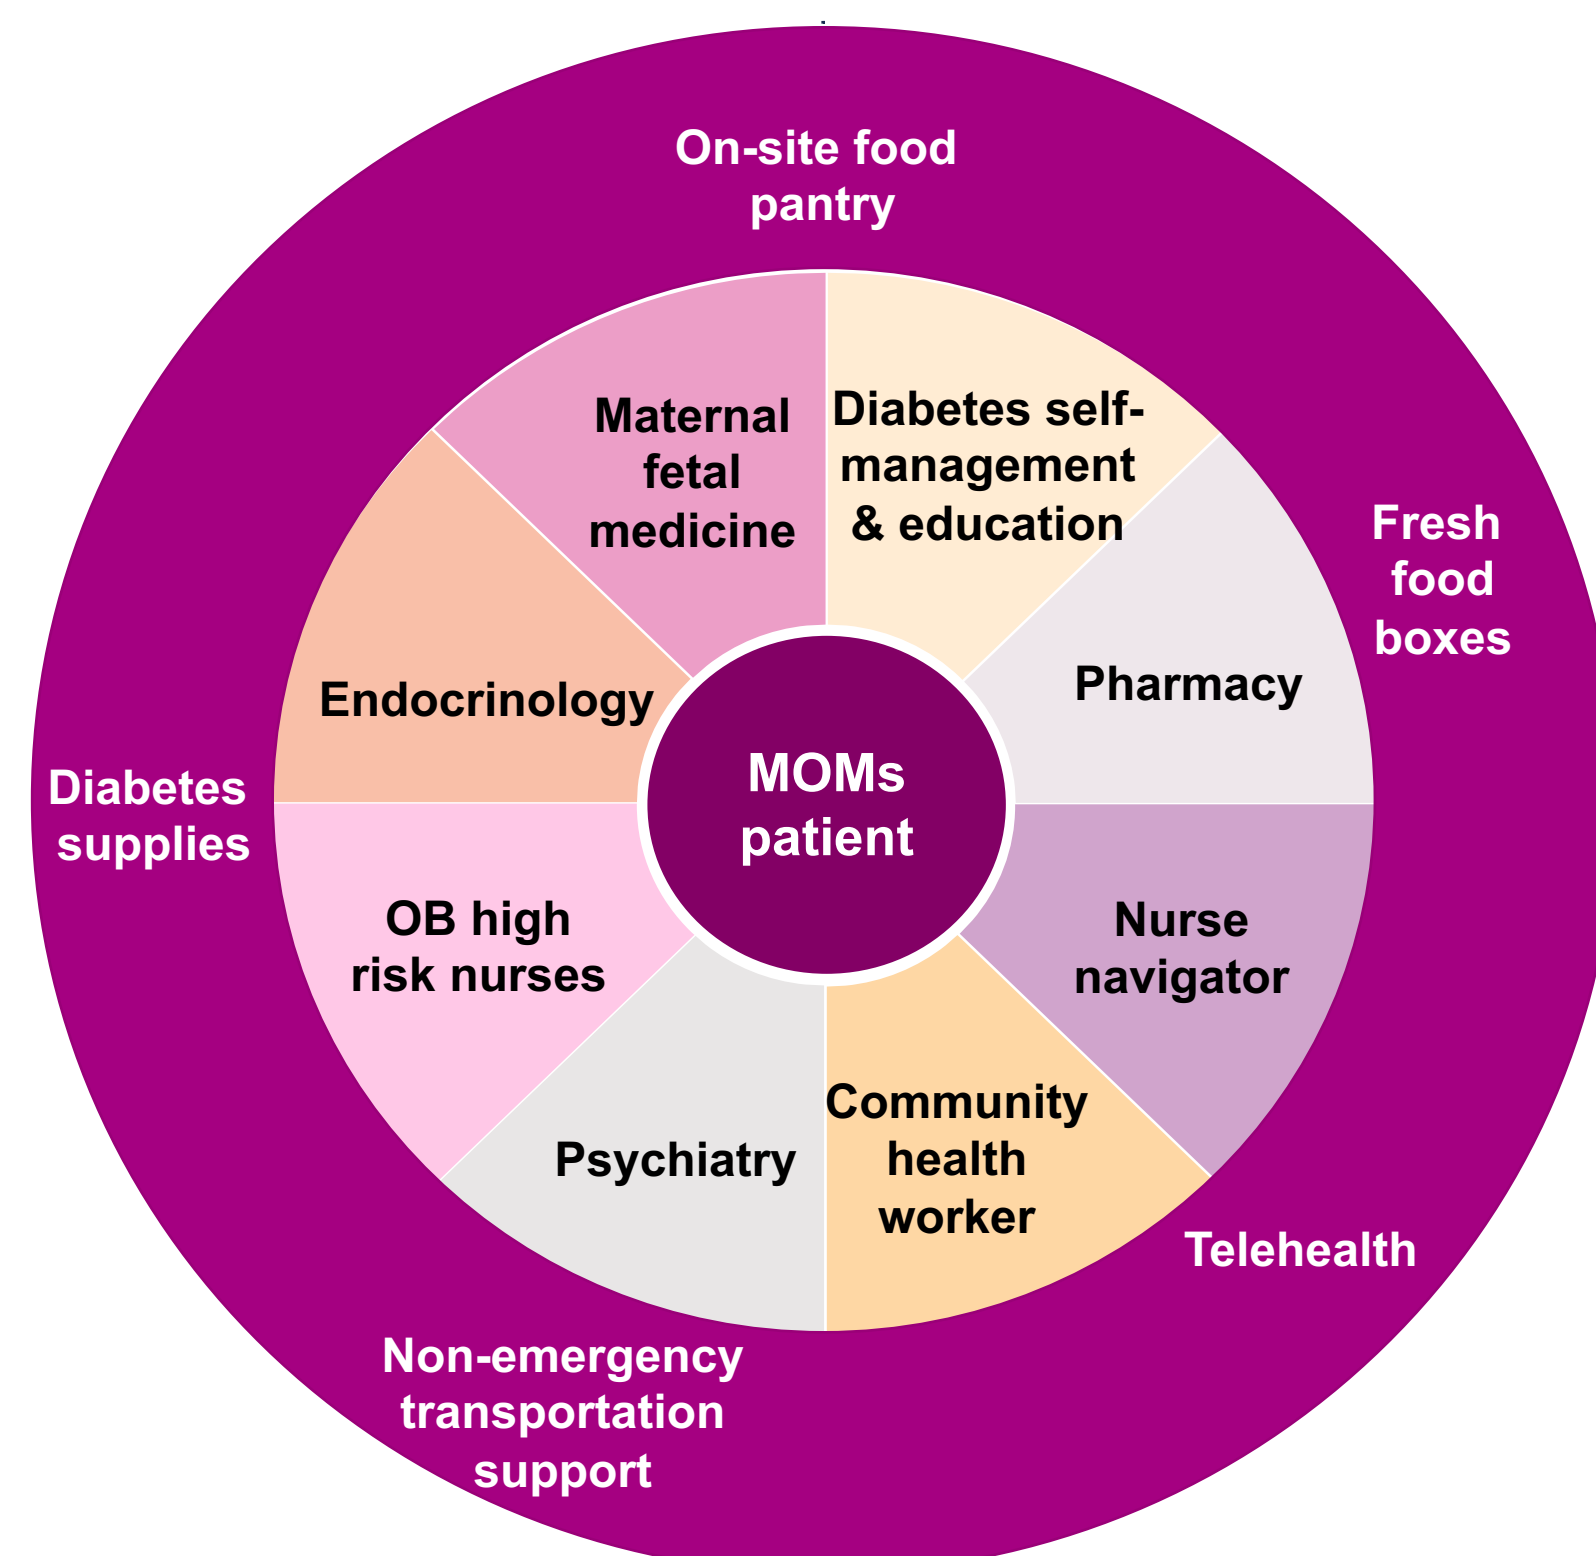 On-site food
pantry
Maternal
fetal
medicine
Diabetes self-
management
& education
Fresh
food
boxes
Endocrinology
Pharmacy
Diabetes
supplies
MOMs
patient
OB high
risk nurses
Nurse
navigator
Psychiatry
Community
health
worker
Telehealth
Non-emergency
transportation
support